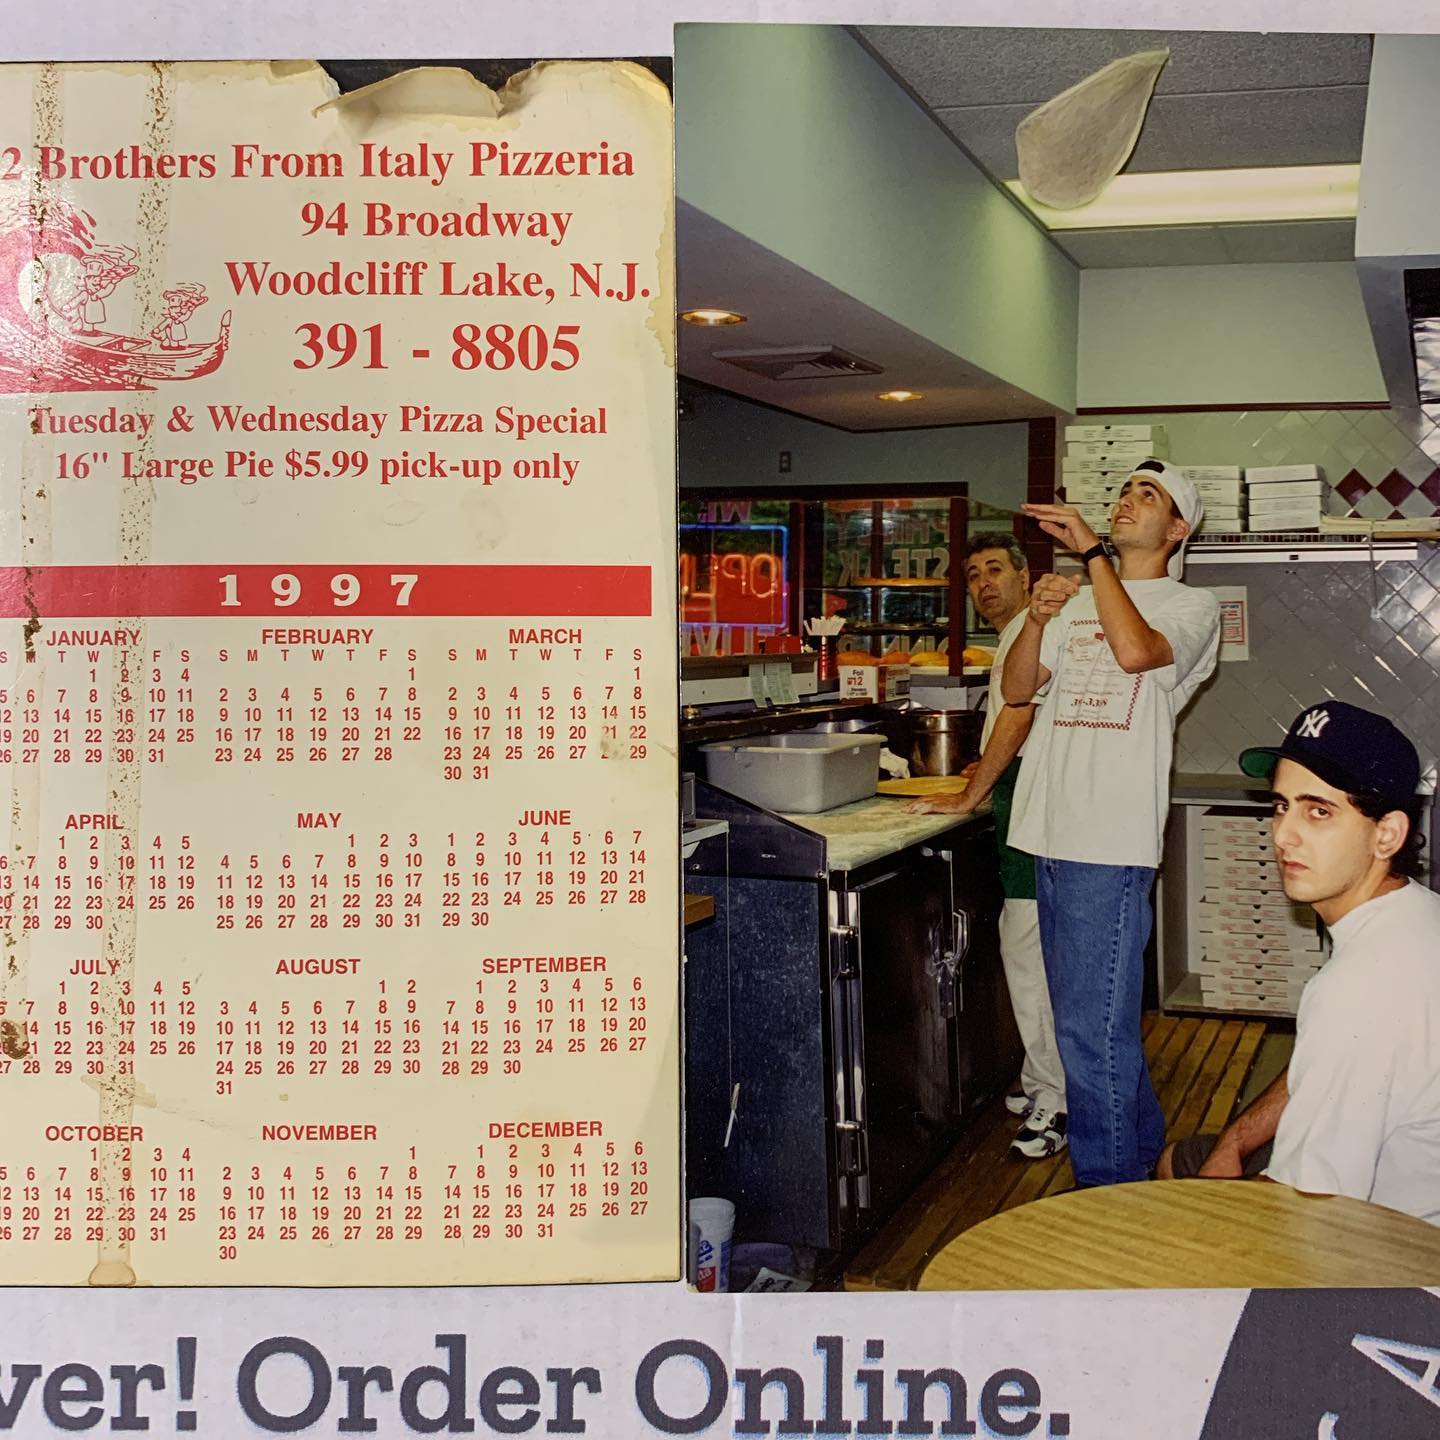 2 Brothers From Italy Pizzeria
94 Broadway
Woodcliff Lake, N.J.
391 - 8805
Tuesday & Wednesday Pizza Special
16" Large Pie $5.99 pick-up only
1997
JANUARY FEBRUARY MARCH
S M T W T F S S M T W T F S S M T W T F S
1 2 3 4 1 1
5 6 7 8 9 10 11 2 3 4 5 6 7 8 2 3 4 5 6 7 8
12 13 14 15 16 17 18 9 10 11 12 13 14 15 9 10 11 12 13 14 15
19 20 21 22 23 24 25 16 17 18 19 20 21 22 16 17 18 19 20 21 22
26 27 28 29 30 31 23 24 25 26 27 28 23 24 25 26 27 29
30 31
APRIL MAY JUNE
1 2 3 4 5 1 2 3 1 2 3 4 5 6 7
6 7 8 9 10 11 12 4 5 6 7 8 9 10 8 9 10 11 12 13 14
13 14 15 16 17 18 19 11 12 13 14 15 16 17 15 16 17 18 19 20 21
20 21 22 23 24 25 26 18 19 20 21 22 23 24 22 23 24 25 26 27 28
27 28 29 30 25 26 27 28 29 30 31 29 30
JULY AUGUST SEPTEMBER
1 2 3 4 5 1 2 1 2 3 4 5 6
6 7 8 9 10 11 12 3 4 5 6 7 8 9 7 8 9 10 11 12 13
14 15 16 17 18 19 10 11 12 13 14 15 16 14 15 16 17 18 19 20
21 22 23 24 25 26 17 18 19 20 21 22 23 21 22 23 24 25 26 27
27 28 29 30 31 24 25 26 27 28 29 30 28 29 30
31
OCTOBER NOVEMBER DECEMBER
1 2 3 4 1 1 2 3 4 5 6
5 6 7 8 9 10 11 2 3 4 5 6 7 8 7 8 9 10 11 12 13
12 13 14 15 16 17 18 9 10 11 12 13 14 15 14 15 16 17 18 19 20
19 20 21 22 23 24 25 16 17 18 19 20 21 22 21 22 23 24 25 26 27
26 27 28 29 30 31 23 24 25 26 27 28 29 28 29 30 31
30
OPEN
PHILLY
STEAK
DINNER
Foil
12
NY
ver! Order Online.